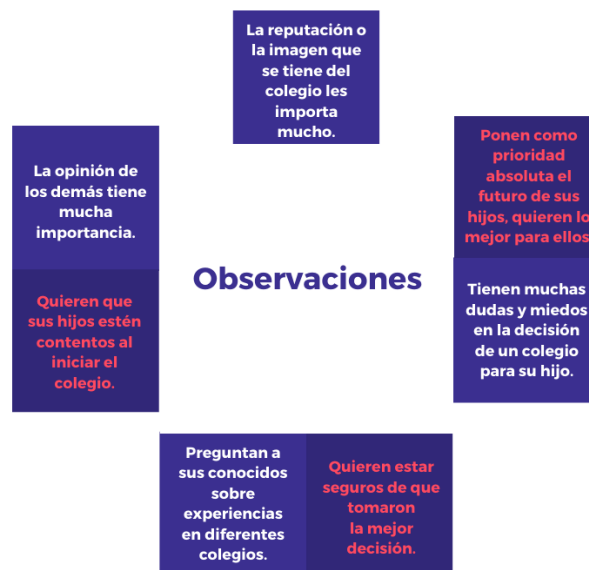 La reputación o
la imagen que
se tiene del
colegio les
importa
mucho.
La opinión de
los demás tiene
mucha
importancia.
Ponen como
prioridad
absoluta el
futuro de sus
hijos, quieren lo
mejor para ellos
Observaciones
Quieren que
sus hijos estén
contentos al
iniciar el
colegio.
Tienen muchas
dudas y miedos
en la decisión
de un colegio
para su hijo.
Preguntan a
sus conocidos
sobre
experiencias
en diferentes
colegios.
Quieren estar
seguros de que
tomaron
la mejor
decisión.